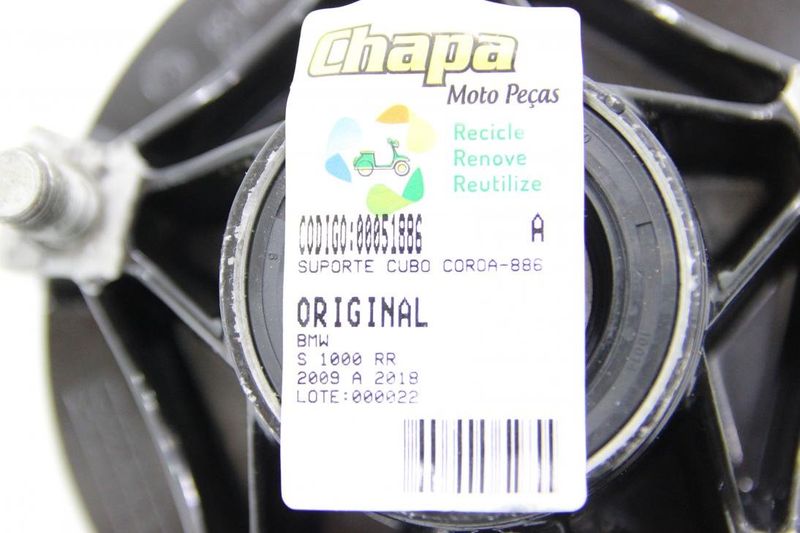 Chapa
Moto Peças
Recicle
Renove
Reutilize
CODIGO:00051886 A
SUPORTE CUBO COROA-886
ORIGINAL
BMW
S 1000 RR
2009 A 2018
LOTE:000022